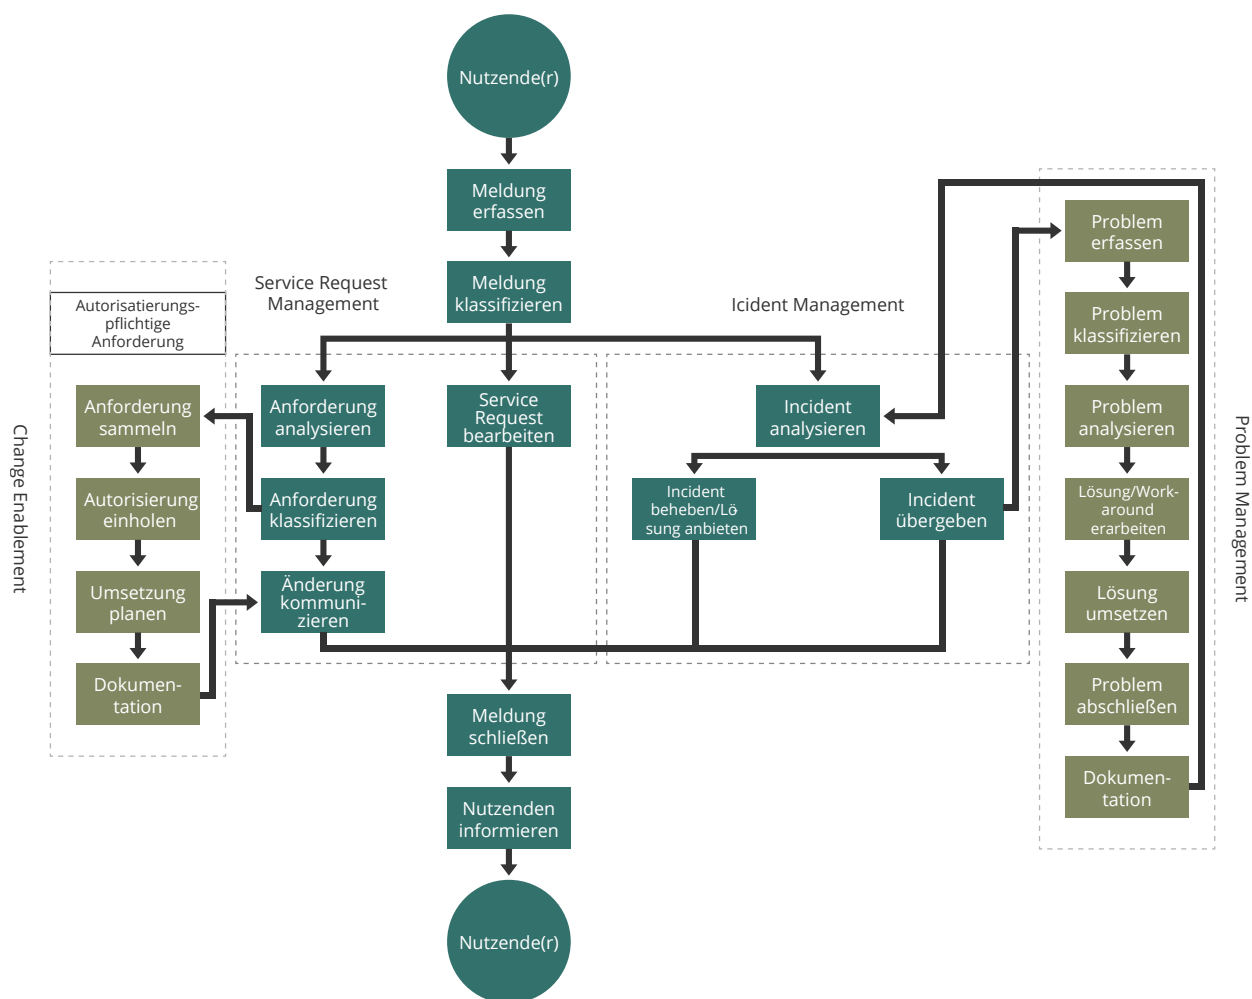 Nutzende(r)
Meldung
erfassen
Meldung
klassifizieren
Service Request
Management
Icident Management
Autorisatierungs-
pflichtige
Anforderung
Change Enablement
Anforderung
sammeln
Autorisierung
einholen
Umsetzung
planen
Dokumen-
tation
Anforderung
analysieren
Anforderung
klassifizieren
Änderung
kommuni-
zieren
Service
Request
bearbeiten
Incident
analysieren
Incident
beheben/Lö
sung anbieten
Incident
übergeben
Problem
erfassen
Problem
klassifizieren
Problem
analysieren
Lösung/Work-
around
erarbeiten
Lösung
umsetzen
Problem
abschließen
Dokumen-
tation
Problem Management
Meldung
schließen
Nutzenden
informieren
Nutzende(r)